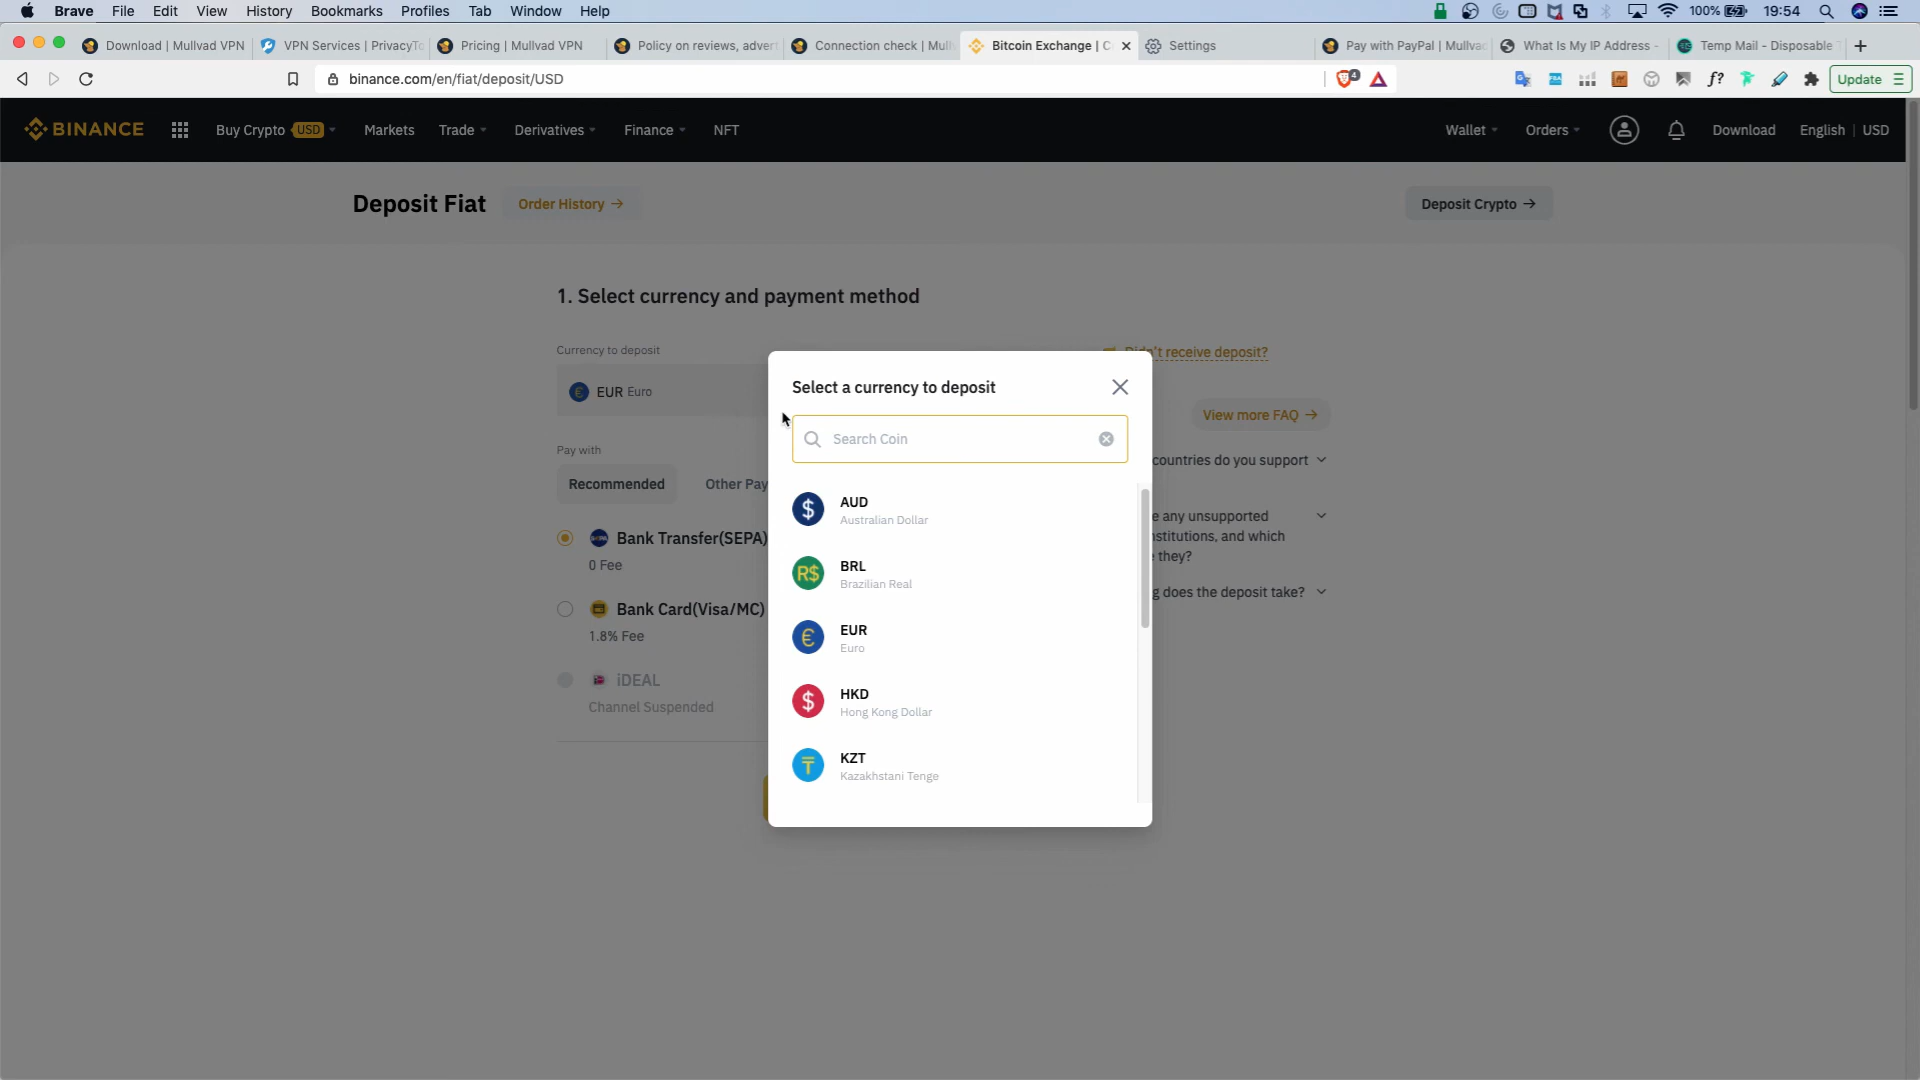 Brave File Edit View History Bookmarks Profiles Tab Window Help 100% 19:54
Download | Mullvad VPN VPN Services | PrivacyTo Pricing | Mullvad VPN Policy on reviews, advert Connection check | Mull Bitcoin Exchange | C Settings Pay with PayPal | Mullva What Is My IP Address - Temp Mail - Disposable T
binance.com/en/fiat/deposit/USD 4 f? Update
BINANCE Buy Crypto USD Markets Trade Derivatives Finance NFT Wallet Orders Download English | USD
Deposit Fiat Order History → Deposit Crypto →
1. Select currency and payment method
Currency to deposit
EUR Euro
Pay with
Recommended Other Pay
Bank Transfer(SEPA)
0 Fee
Bank Card(Visa/MC)
1.8% Fee
iDEAL
Channel Suspended
Select a currency to deposit
Search Coin
AUD
Australian Dollar
BRL
Brazilian Real
EUR
Euro
HKD
Hong Kong Dollar
KZT
Kazakhstani Tenge
Didn't receive deposit?
View more FAQ →
countries do you support
e any unsupported
nstitutions, and which
e they?
g does the deposit take?